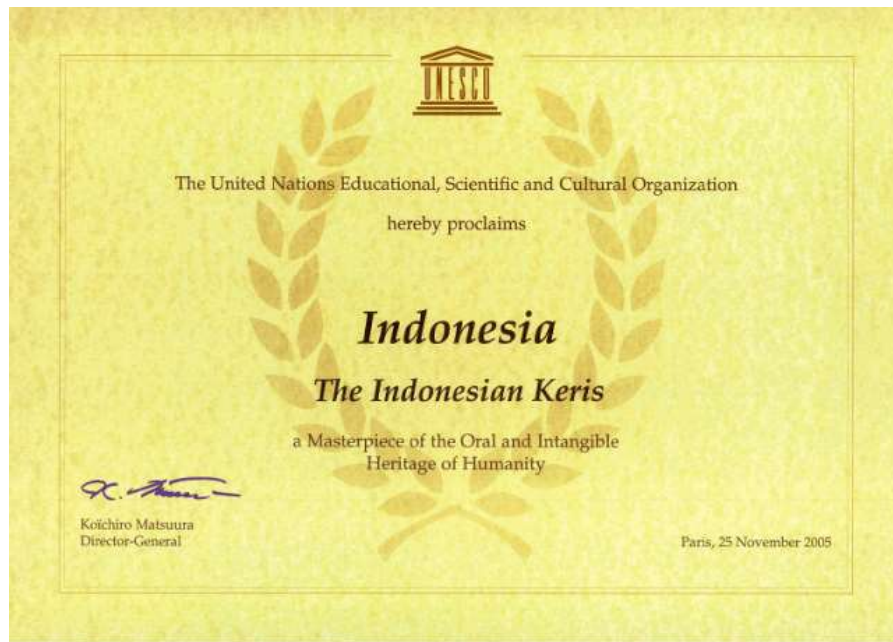 UNESCO
The United Nations Educational, Scientific and Cultural Organization
hereby proclaims
Indonesia
The Indonesian Keris
a Masterpiece of the Oral and Intangible
Heritage of Humanity
Koïchiro Matsuura
Director-General
Paris, 25 November 2005